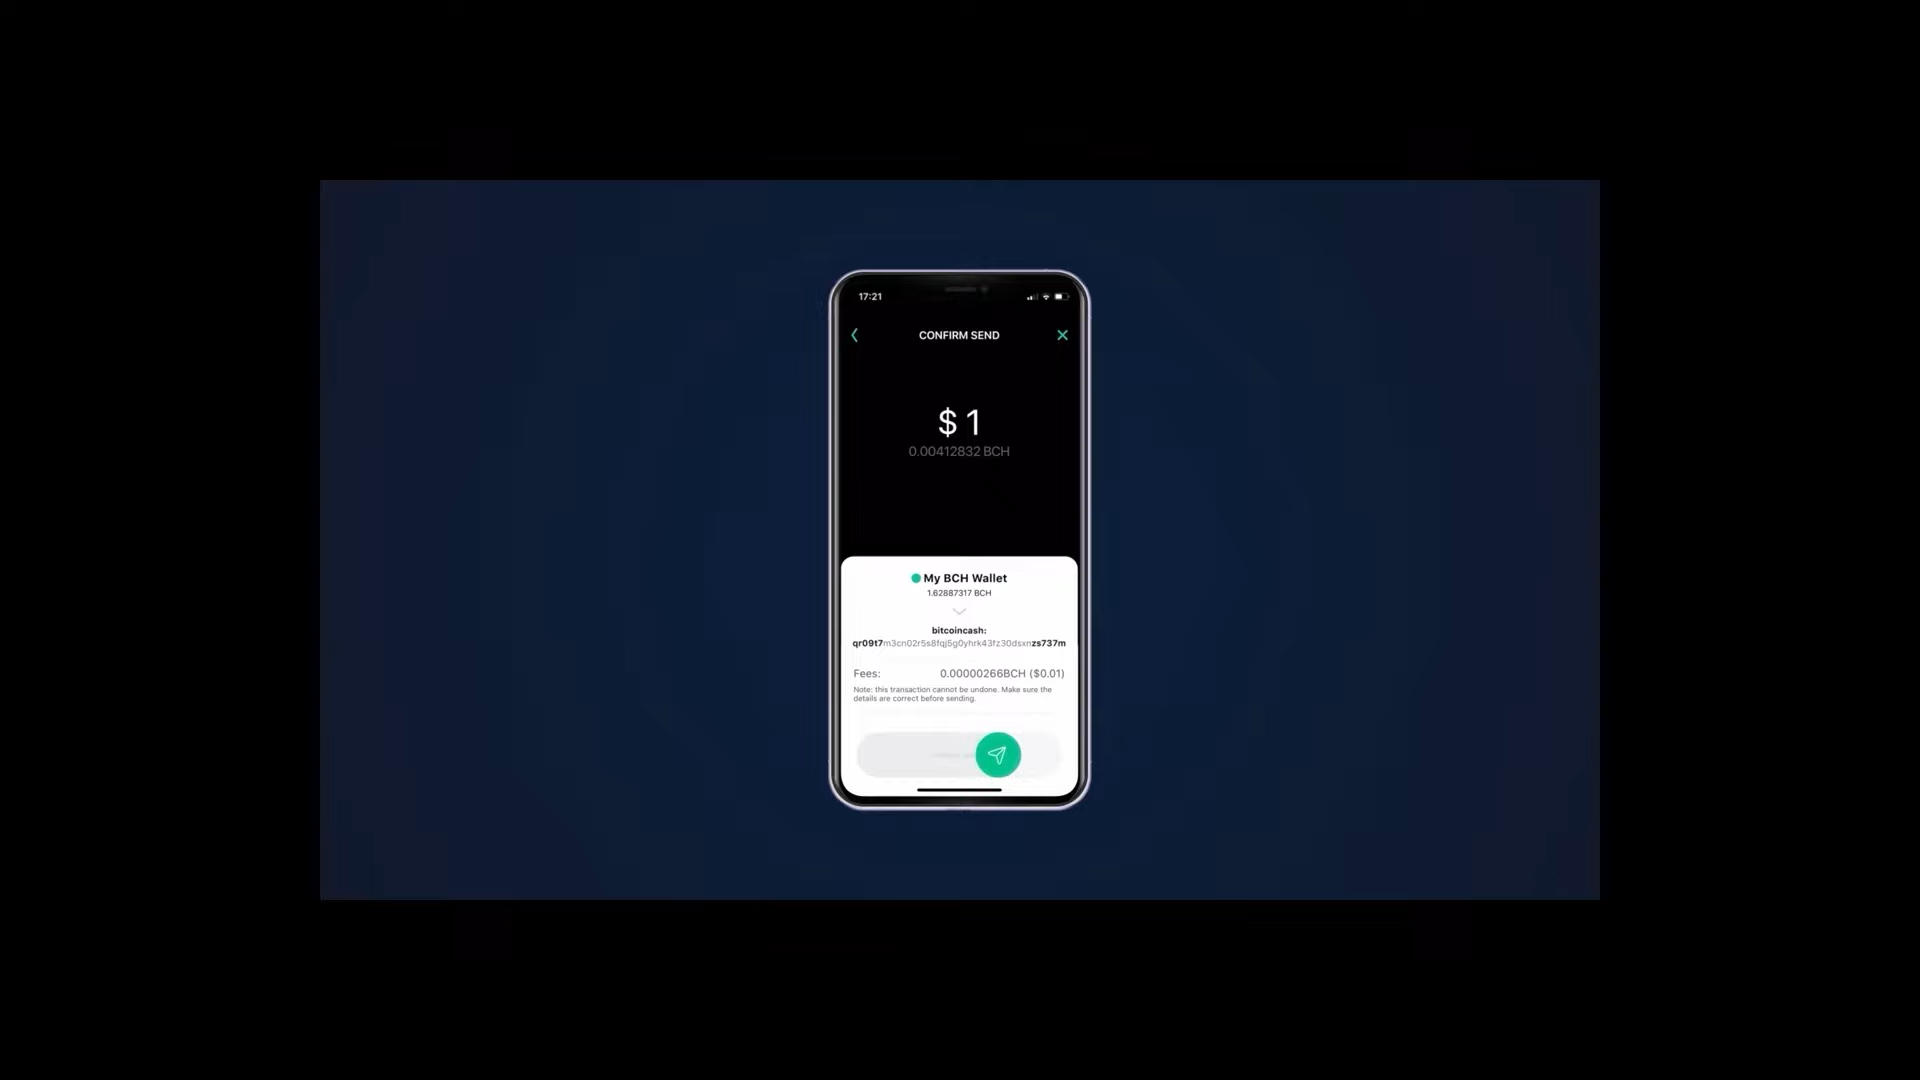 17:21
CONFIRM SEND
$ 1
0.00412832 BCH
My BCH Wallet
1.62887317 BCH
bitcoincash:
qr09t7m3cn02r5s8fqj5g0yhrk43fz30dsxnzs737m
Fees: 0.00000266BCH ($0.01)
Note: this transaction cannot be undone. Make sure the
details are correct before sending.